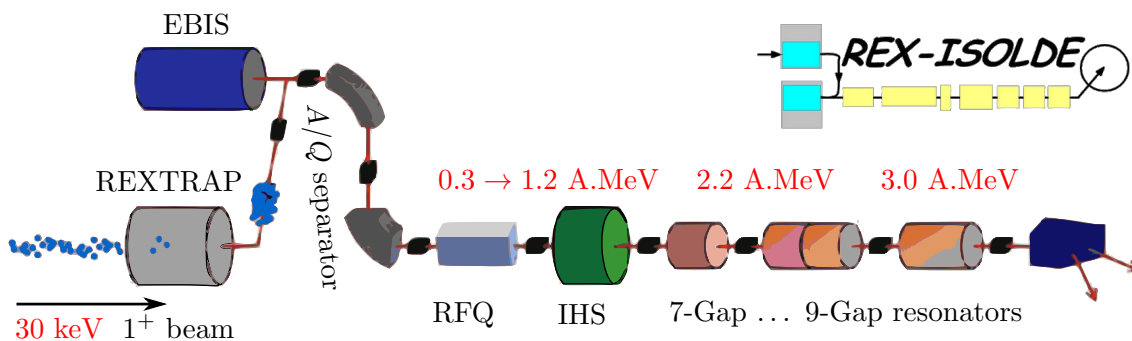 EBIS
REX-ISOLDE
A/Q separator
REXTRAP
0.3 → 1.2 A.MeV
2.2 A.MeV
3.0 A.MeV
RFQ
IHS
7-Gap … 9-Gap resonators
30 keV 1⁺ beam